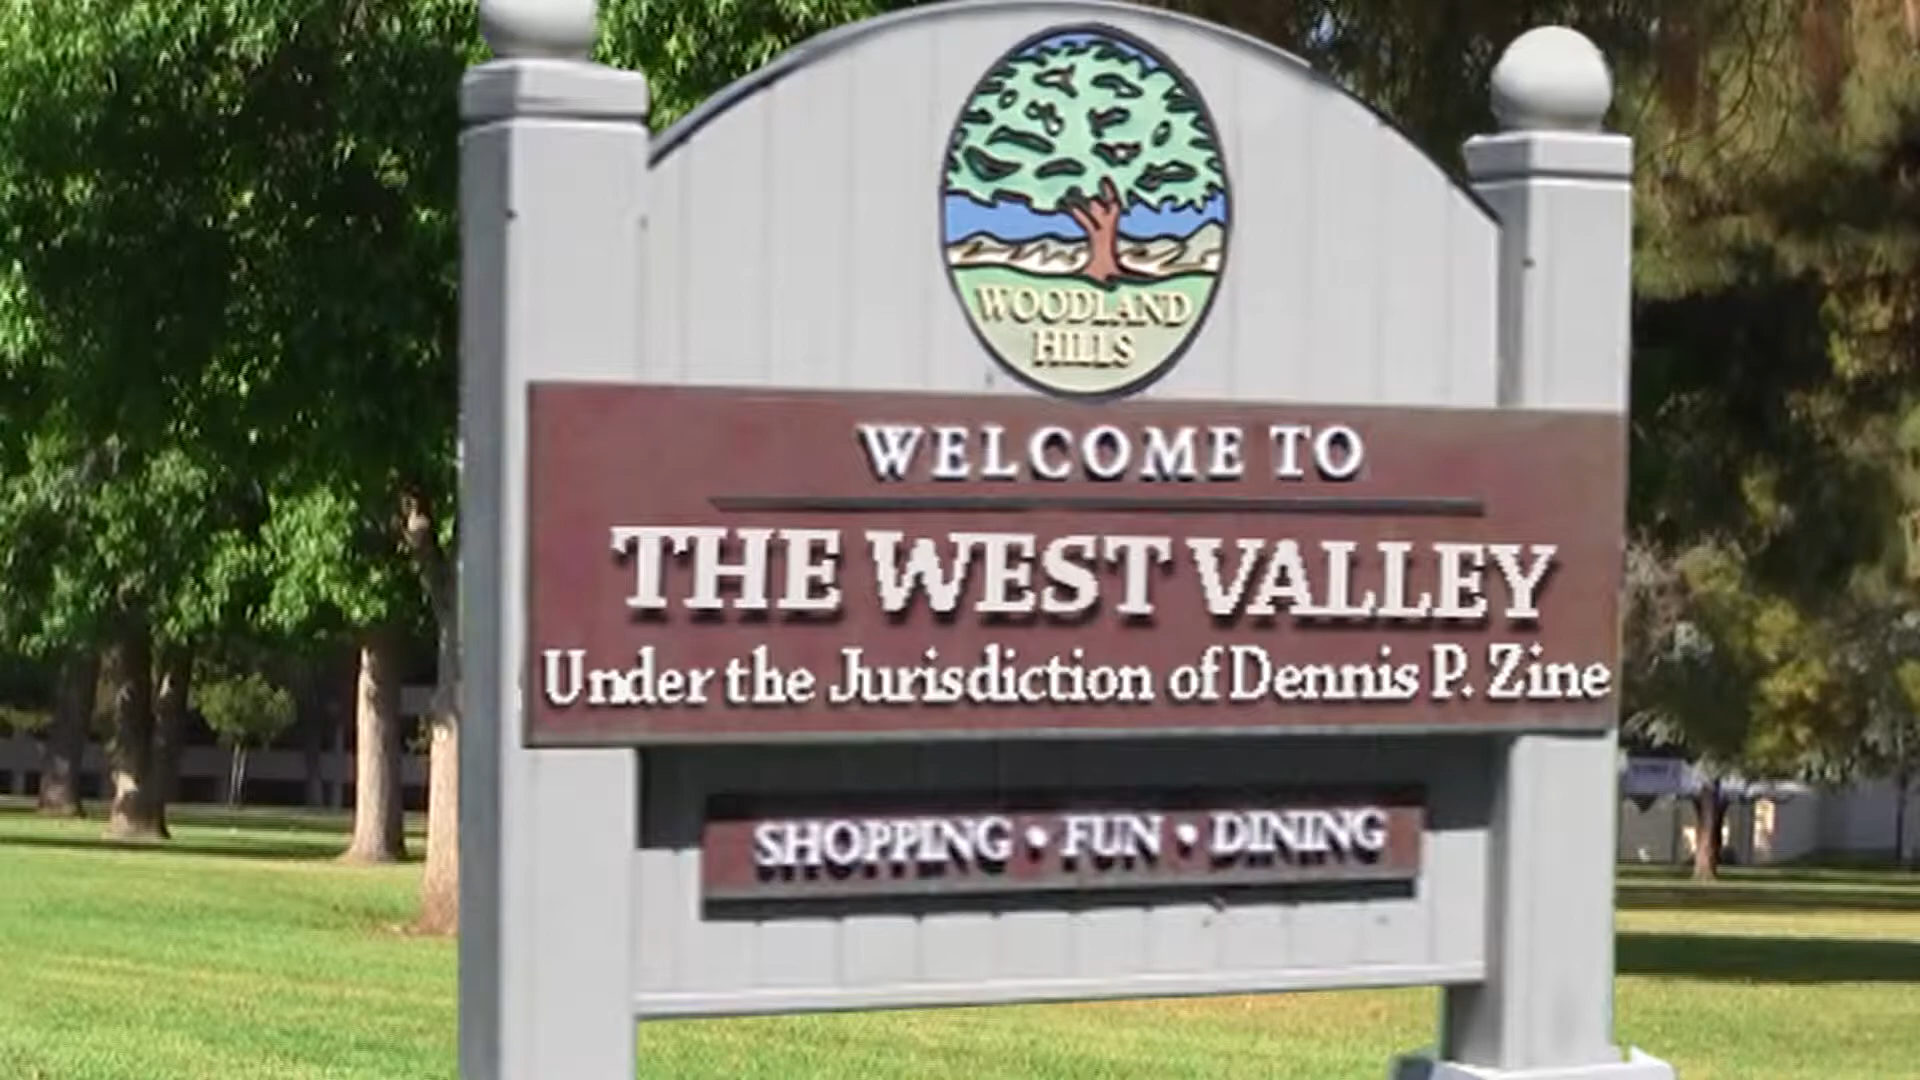 WOODLAND
HILLS
WELCOME TO
THE WEST VALLEY
Under the Jurisdiction of Dennis P. Zine
SHOPPING • FUN • DINING